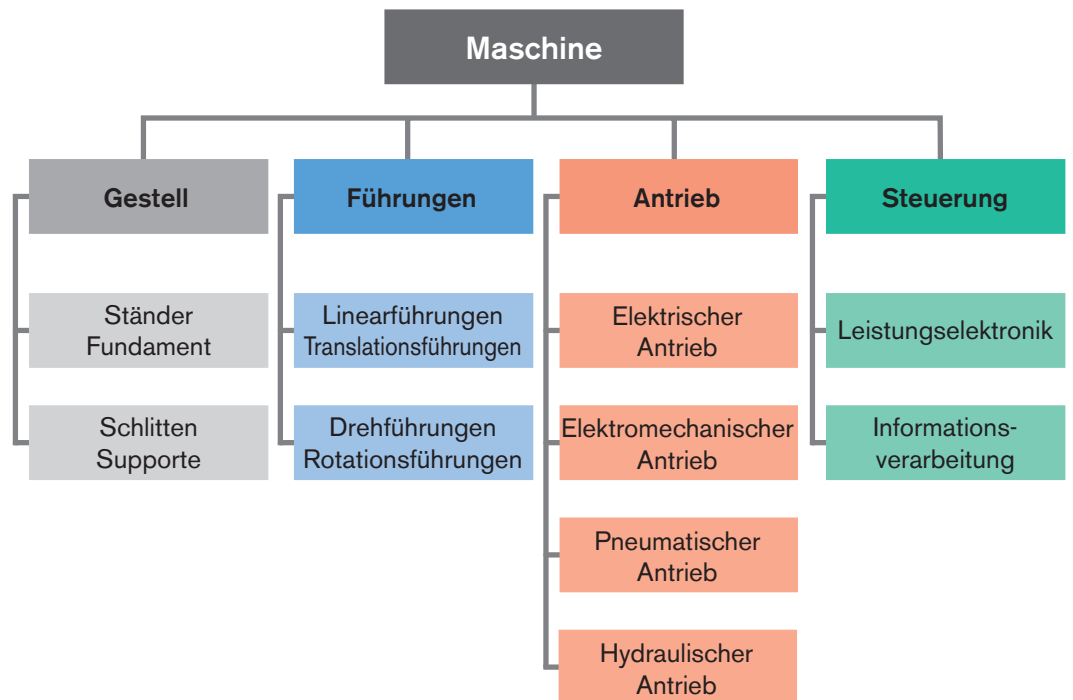 Maschine
Gestell
Führungen
Antrieb
Steuerung
Ständer
Fundament
Linearführungen
Translationsführungen
Elektrischer
Antrieb
Leistungselektronik
Schlitten
Supporte
Drehführungen
Rotationsführungen
Elektromechanischer
Antrieb
Informations-
verarbeitung
Pneumatischer
Antrieb
Hydraulischer
Antrieb